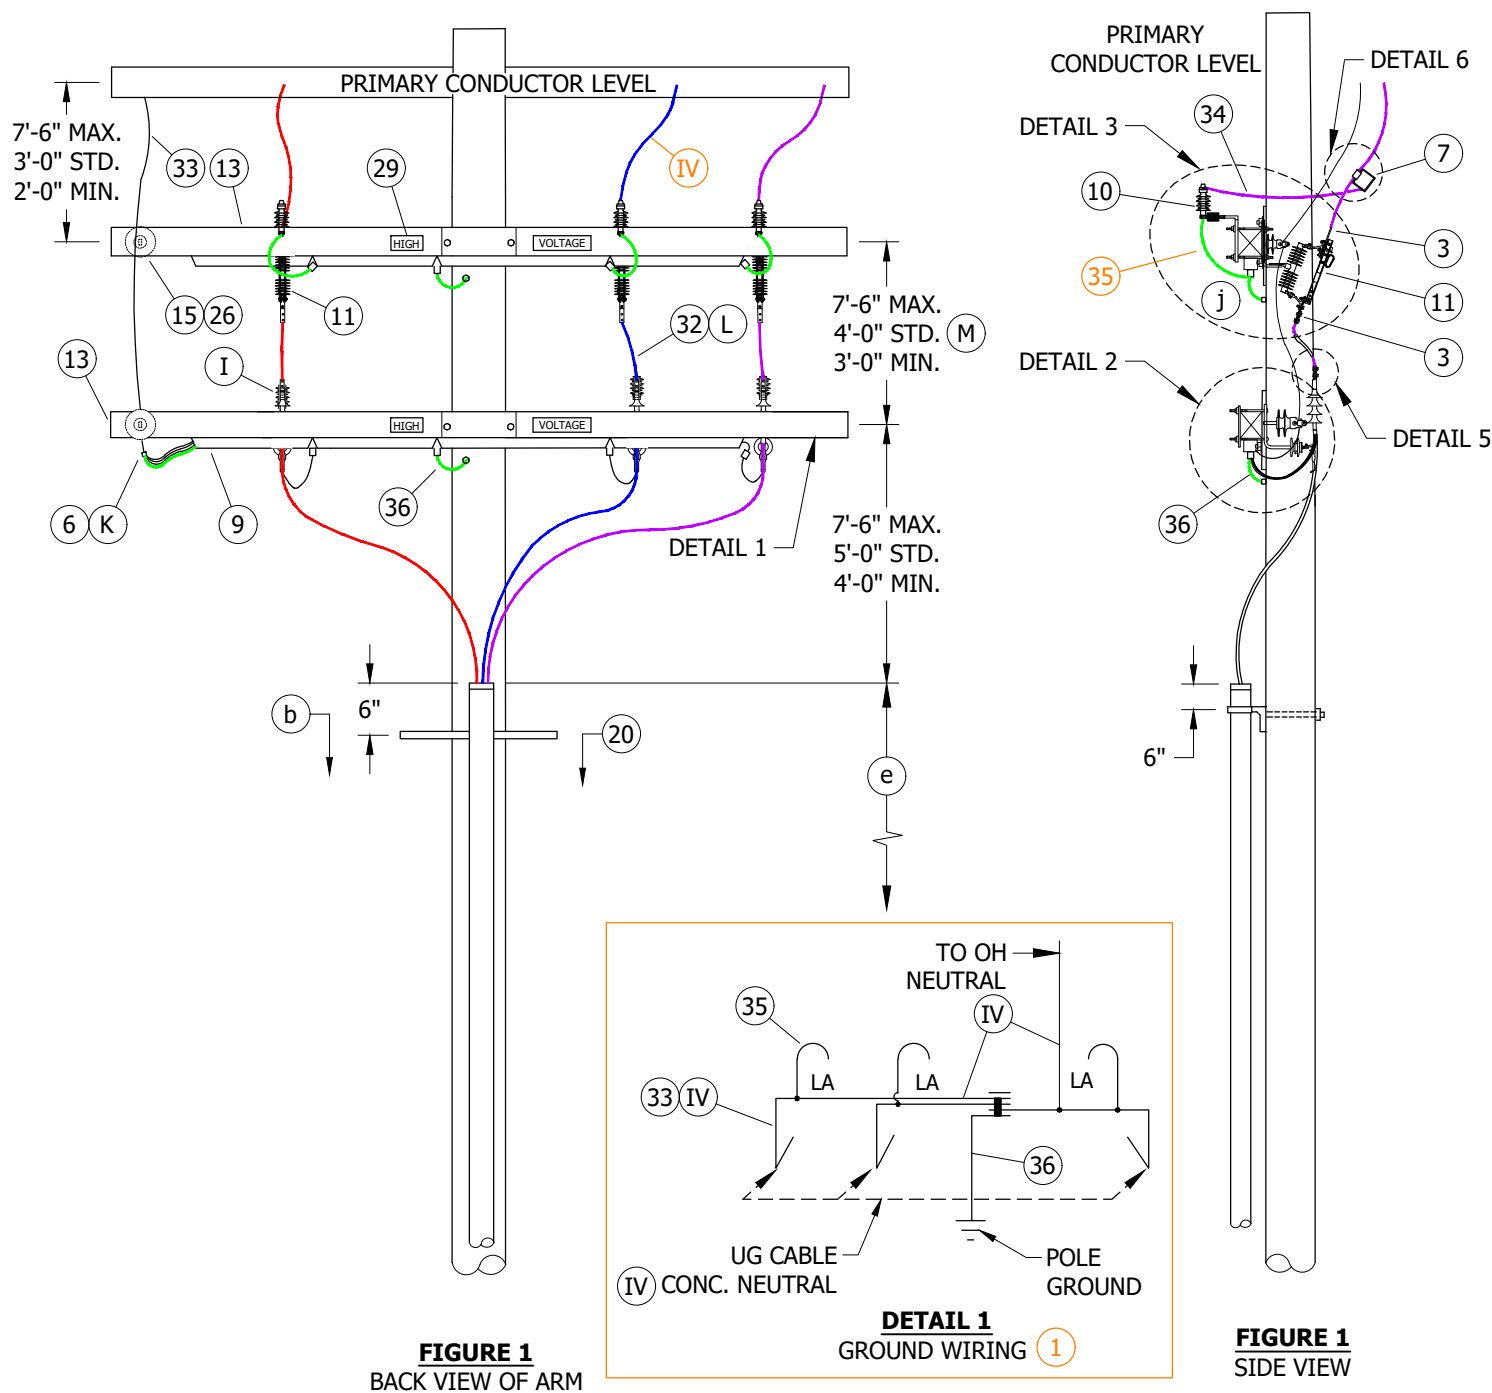 PRIMARY CONDUCTOR LEVEL
7'-6" MAX.
3'-0" STD.
2'-0" MIN.
33 13
29
IV
HIGH
VOLTAGE
15 26
11
I
32 L
7'-6" MAX.
4'-0" STD. M
3'-0" MIN.
13
HIGH
VOLTAGE
6 K
9
36
DETAIL 1
7'-6" MAX.
5'-0" STD.
4'-0" MIN.
b
6"
20
e
FIGURE 1
BACK VIEW OF ARM
TO OH
NEUTRAL
35
IV
LA
LA
LA
33 IV
36
UG CABLE
IV CONC. NEUTRAL
POLE
GROUND
DETAIL 1
GROUND WIRING 1
PRIMARY
CONDUCTOR LEVEL
DETAIL 6
DETAIL 3
34
7
10
3
35
j
11
3
DETAIL 2
DETAIL 5
36
6"
FIGURE 1
SIDE VIEW